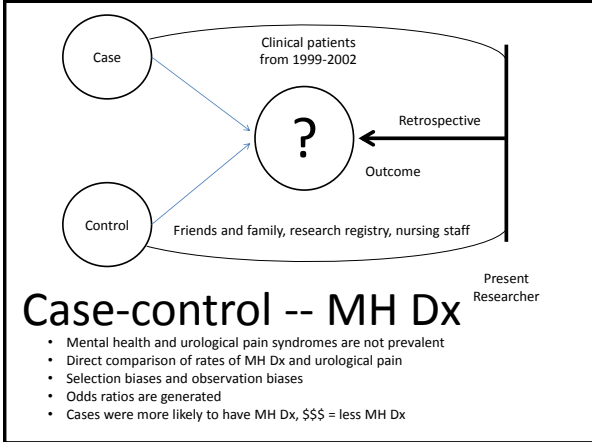 Case
Clinical patients
from 1999-2002
?
Retrospective
Outcome
Control
Friends and family, research registry, nursing staff
Present
Researcher
Case-control -- MH Dx
• Mental health and urological pain syndromes are not prevalent
• Direct comparison of rates of MH Dx and urological pain
• Selection biases and observation biases
• Odds ratios are generated
• Cases were more likely to have MH Dx, $$$ = less MH Dx